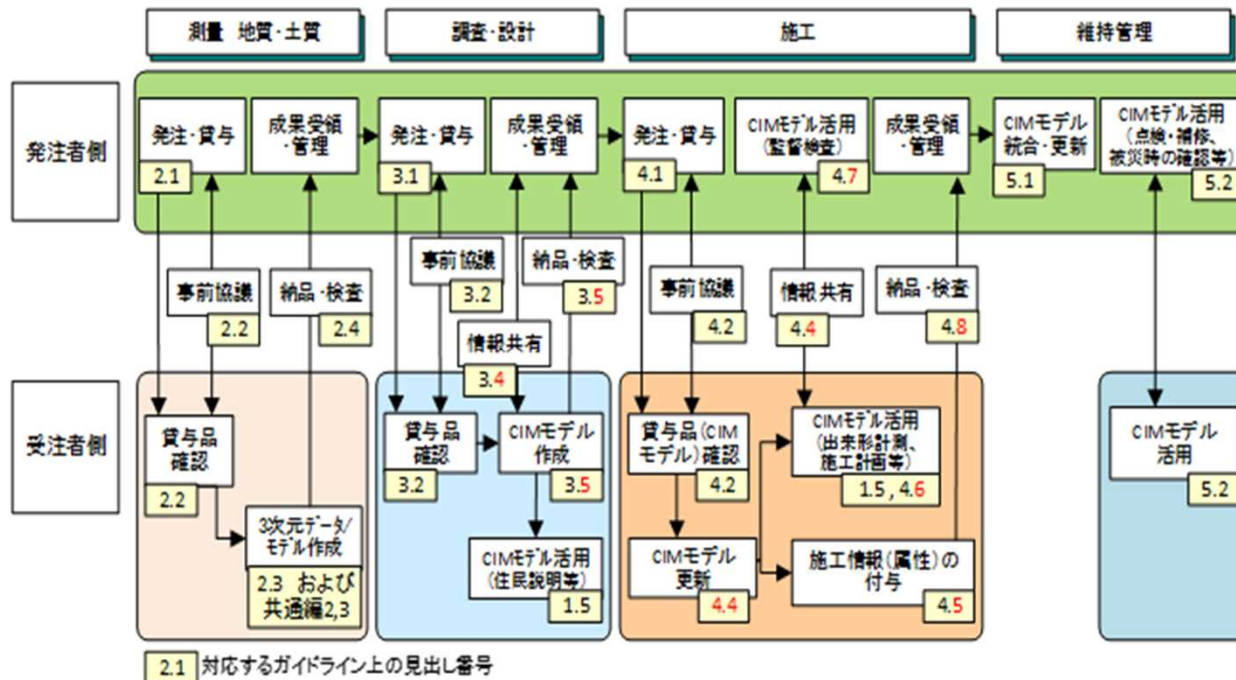 測量 地質・土質
調査・設計
施工
維持管理
発注者側
発注・貸与
2.1
成果受領
・管理
発注・貸与
3.1
成果受領
・管理
発注・貸与
4.1
CIMモデル活用
(監督検査)
4.7
成果受領
・管理
CIMモデル
統合・更新
5.1
CIMモデル活用
(点検・補修、
被災時の確認等)
5.2
事前協議
2.2
納品・検査
2.4
事前協議
3.2
情報共有
3.4
納品・検査
3.5
事前協議
4.2
情報共有
4.4
納品・検査
4.8
受注者側
貸与品
確認
2.2
3次元データ/
モデル作成
2.3 および
共通編2,3
貸与品
確認
3.2
CIMモデル
作成
3.5
CIMモデル活用
(住民説明等)
1.5
貸与品(CIM
モデル)確認
4.2
CIMモデル
更新
4.4
CIMモデル活用
(出来形計測、
施工計画等)
1.5 , 4.6
施工情報(属性)の
付与
4.5
CIMモデル
活用
5.2
2.1 対応するガイドライン上の見出し番号